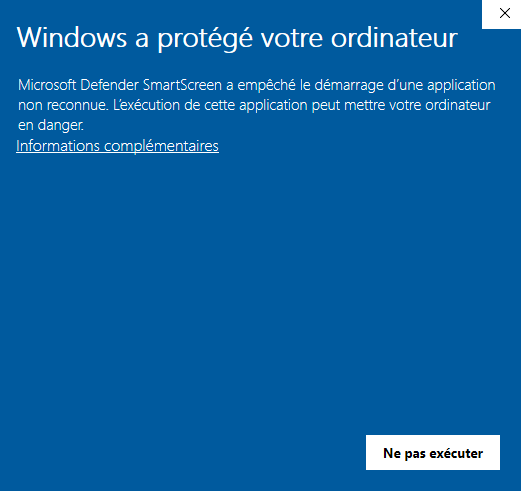 Windows a protégé votre ordinateur
Microsoft Defender SmartScreen a empêché le démarrage d'une application
non reconnue. L'exécution de cette application peut mettre votre ordinateur
en danger.
Informations complémentaires
Ne pas exécuter